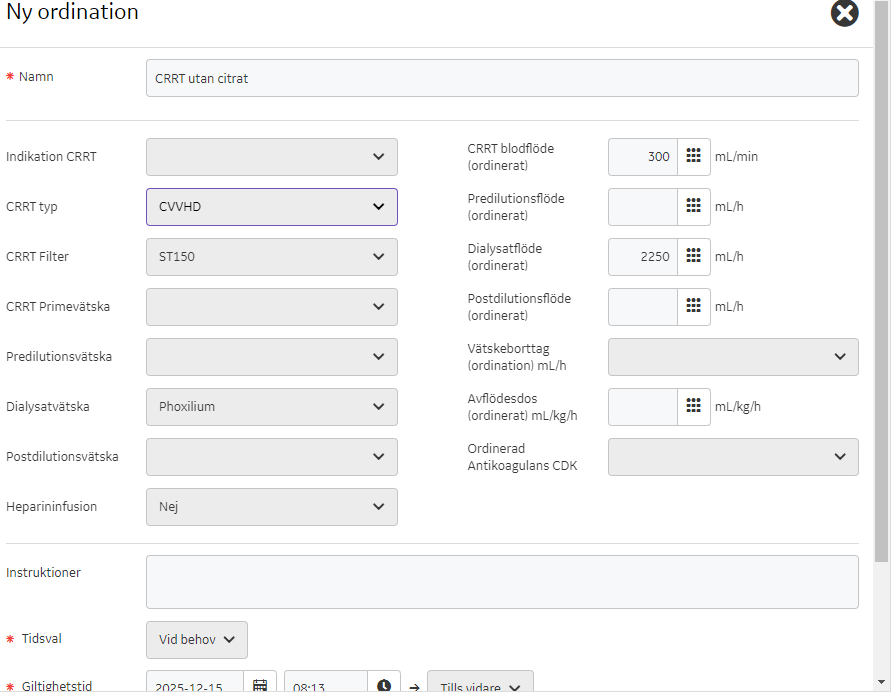 Ny ordination
* Namn
CRRT utan citrat
Indikation CRRT
CRRT blodflöde
(ordinerat)
300
mL/min
CRRT typ
CVVHD
Predilutionsflöde
(ordinerat)
mL/h
CRRT Filter
ST150
Dialysatflöde
(ordinerat)
2250
mL/h
CRRT Primevätska
Postdilutionsflöde
(ordinerat)
mL/h
Predilutionsvätska
Vätskeborttag
(ordination) mL/h
Dialysatvätska
Phoxilium
Avflödesdos
(ordinerat) mL/kg/h
mL/kg/h
Postdilutionsvätska
Ordinerad
Antikoagulans CDK
Heparininfusion
Nej
Instruktioner
* Tidsval
Vid behov
* Giltighetstid
2025-12-15
08:13
→
Tills vidare